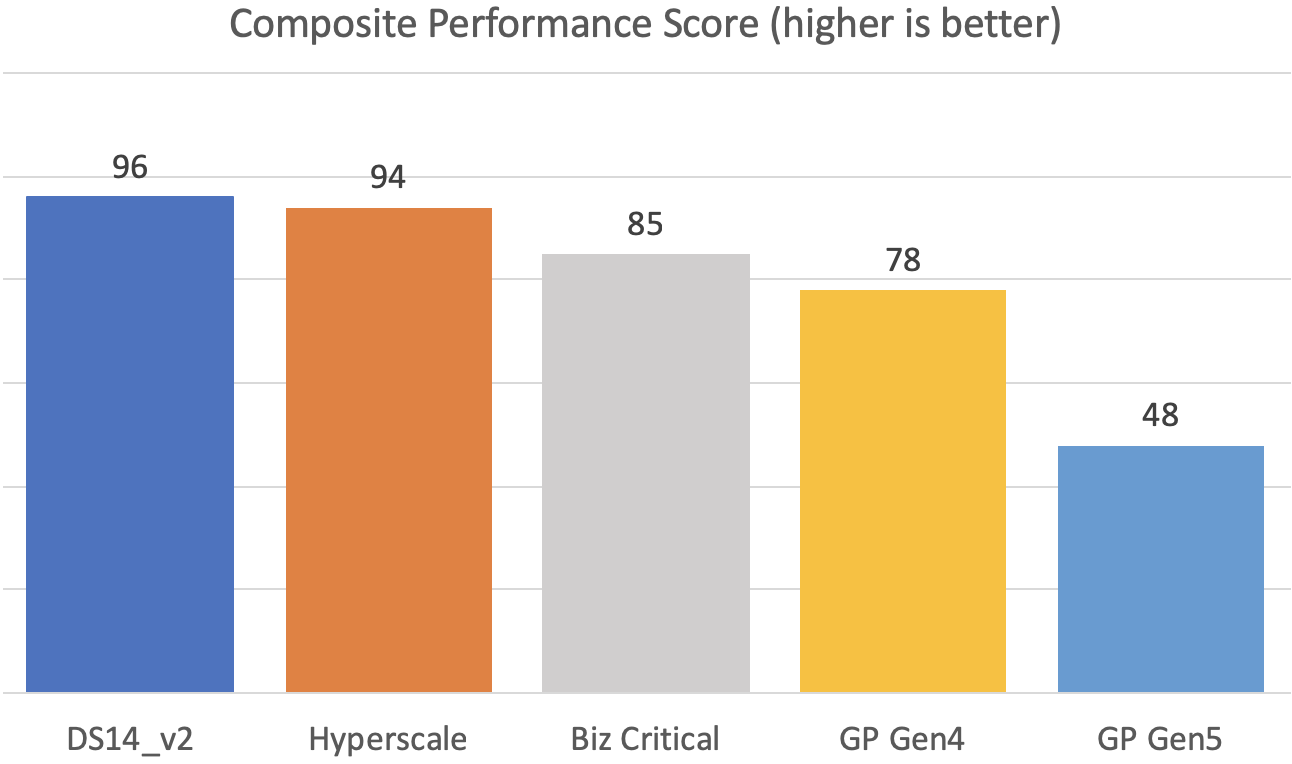 Composite Performance Score (higher is better)
96
94
85
78
48
DS14_v2
Hyperscale
Biz Critical
GP Gen4
GP Gen5